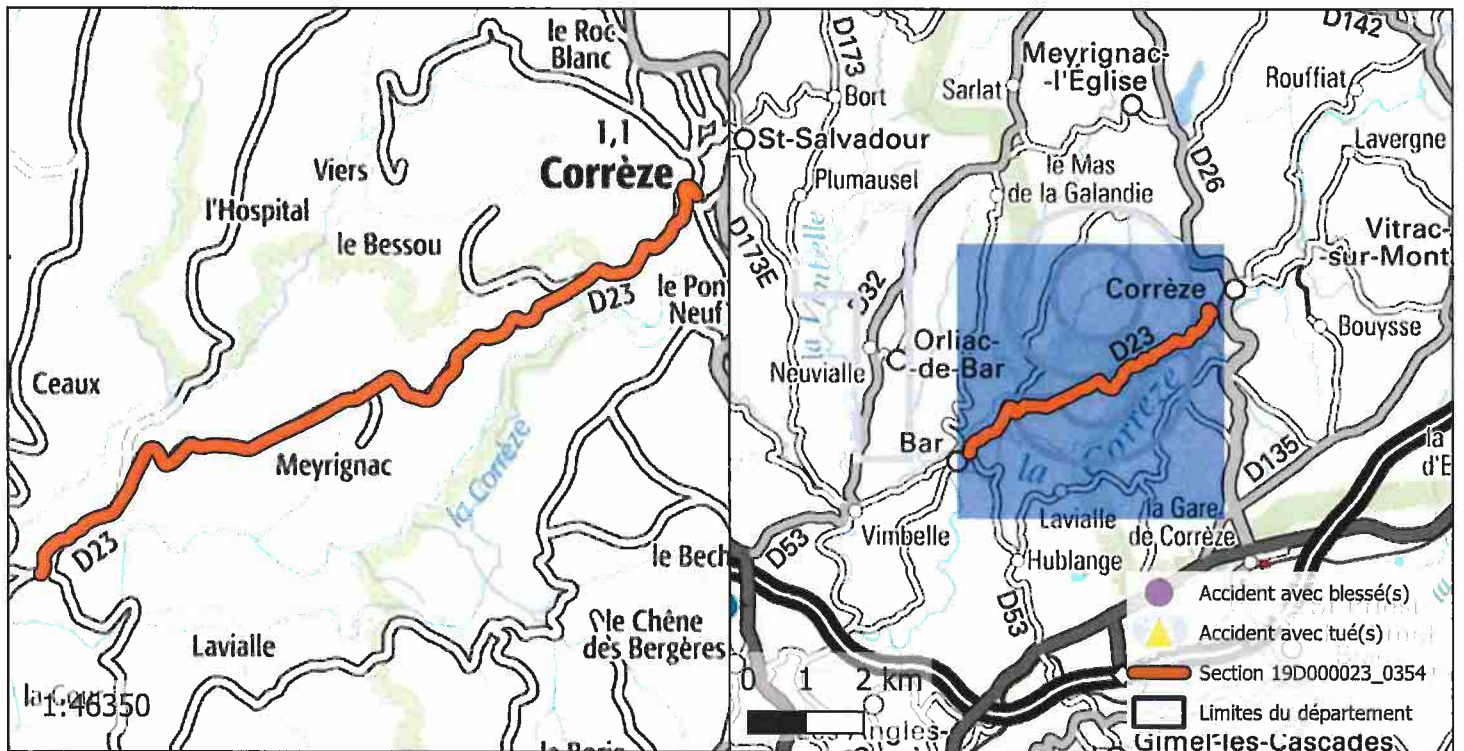 le Roc
Blanc
1,1
Corrèze
Viers
l'Hospital
le Bessou
D23
le Pon
Neuf
Ceaux
Meyrignac
la Corrèze
D23
le Bech
le Chêne
des Bergères
Lavialle
1:46350
D173
D142
Meyrignac-
-l'Église
Sarlat
Bort
Rouffiat
St-Salvadour
Lavergne
le Mas
de la Galandie
D26
Plumausel
Vitrac-
-sur-Mont
la Vimbelle
D173E
Corrèze
Bouysse
Orliac-
-de-Bar
Neuvialle
D23
Bar
la Corrèze
D135
la
d'E
Lavialle
la Gare
de Corrèze
Vimbelle
D53
Hublange
D53
Accident avec blessé(s)
Accident avec tué(s)
Section 19D000023_0354
Limites du département
0 1 2 km
Angles-
Gimel-les-Cascades